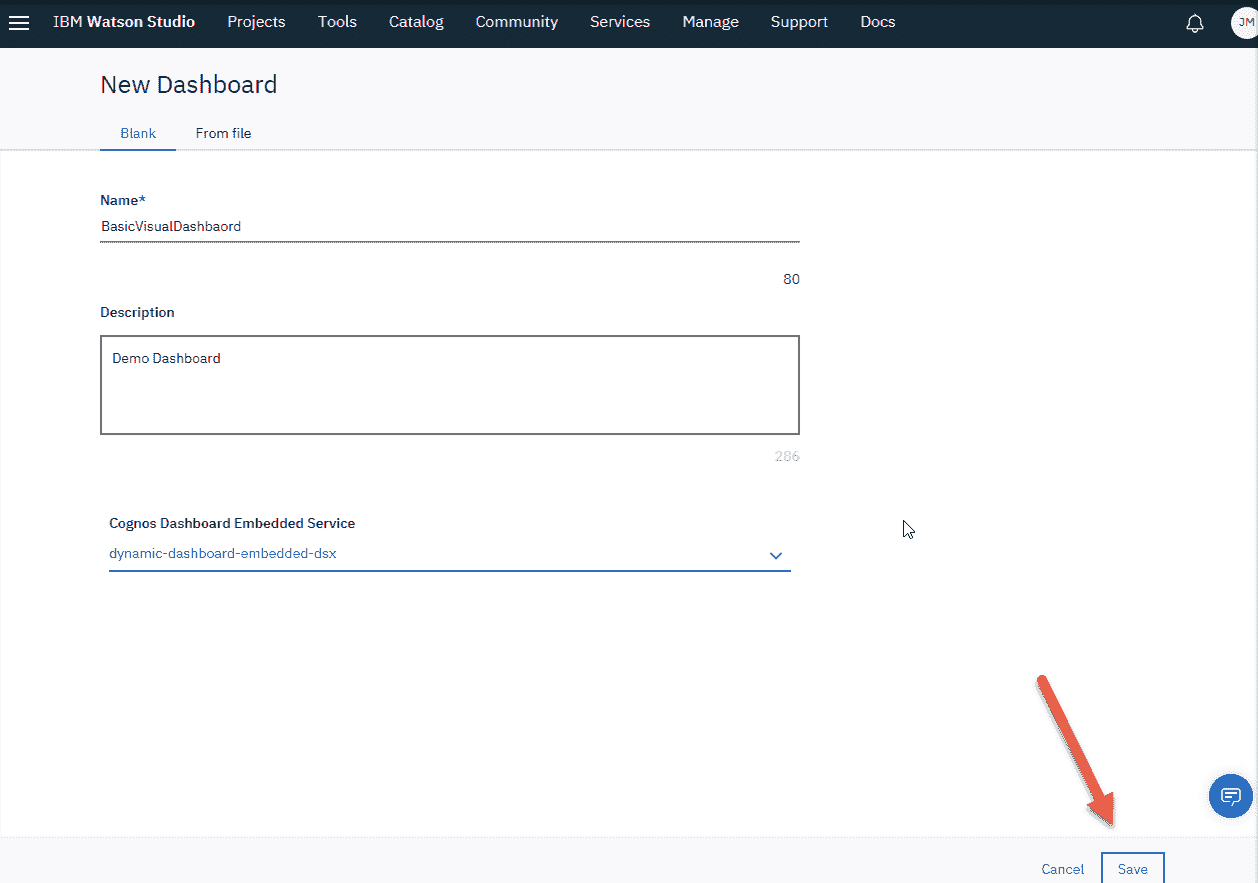 IBM Watson Studio Projects Tools Catalog Community Services Manage Support Docs JM
New Dashboard
Blank From file
Name*
BasicVisualDashbaord
80
Description
Demo Dashboard
286
Cognos Dashboard Embedded Service
dynamic-dashboard-embedded-dsx
Cancel Save